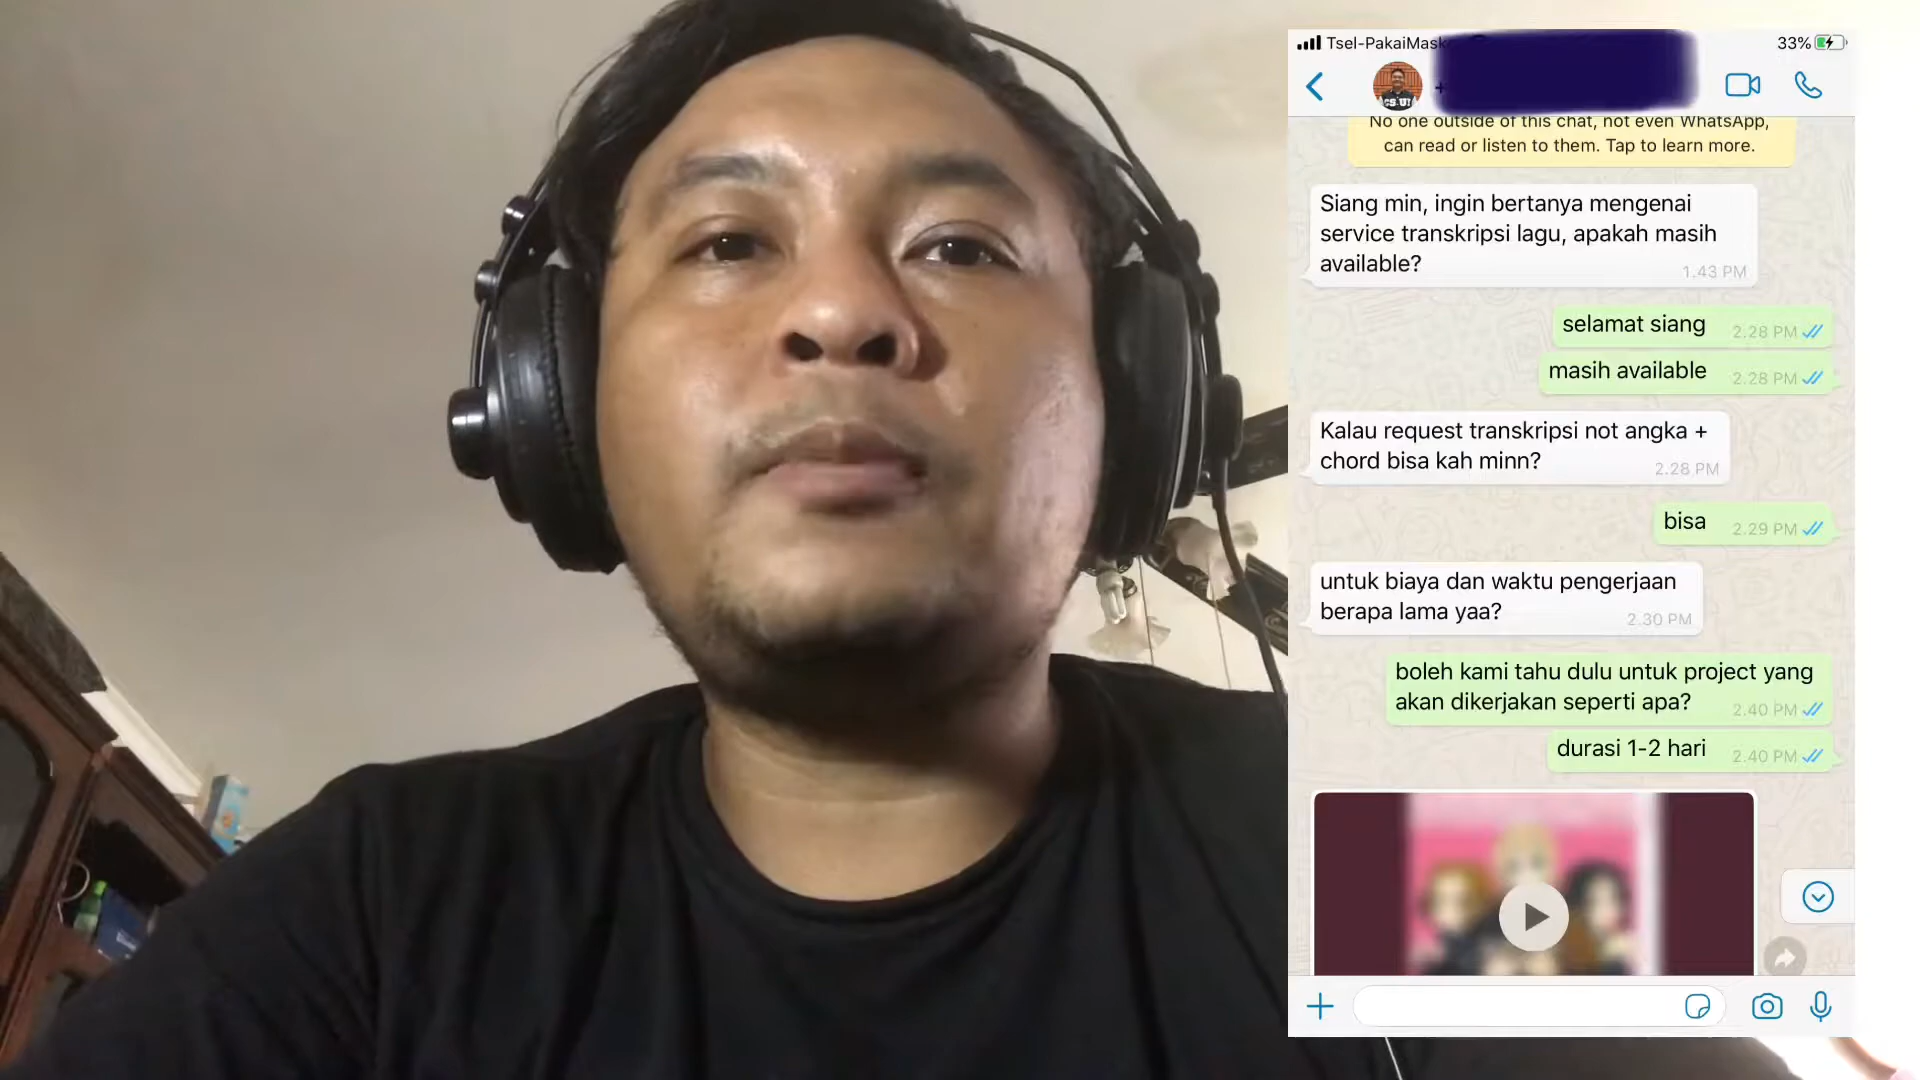 Tsel-PakaiMask
33%
+
CS.UI
No one outside of this chat, not even WhatsApp,
can read or listen to them. Tap to learn more.
Siang min, ingin bertanya mengenai
service transkripsi lagu, apakah masih
available?
1.43 PM
selamat siang
2.28 PM
masih available
2.28 PM
Kalau request transkripsi not angka +
chord bisa kah minn?
2.28 PM
bisa
2.29 PM
untuk biaya dan waktu pengerjaan
berapa lama yaa?
2.30 PM
boleh kami tahu dulu untuk project yang
akan dikerjakan seperti apa?
2.40 PM
durasi 1-2 hari
2.40 PM